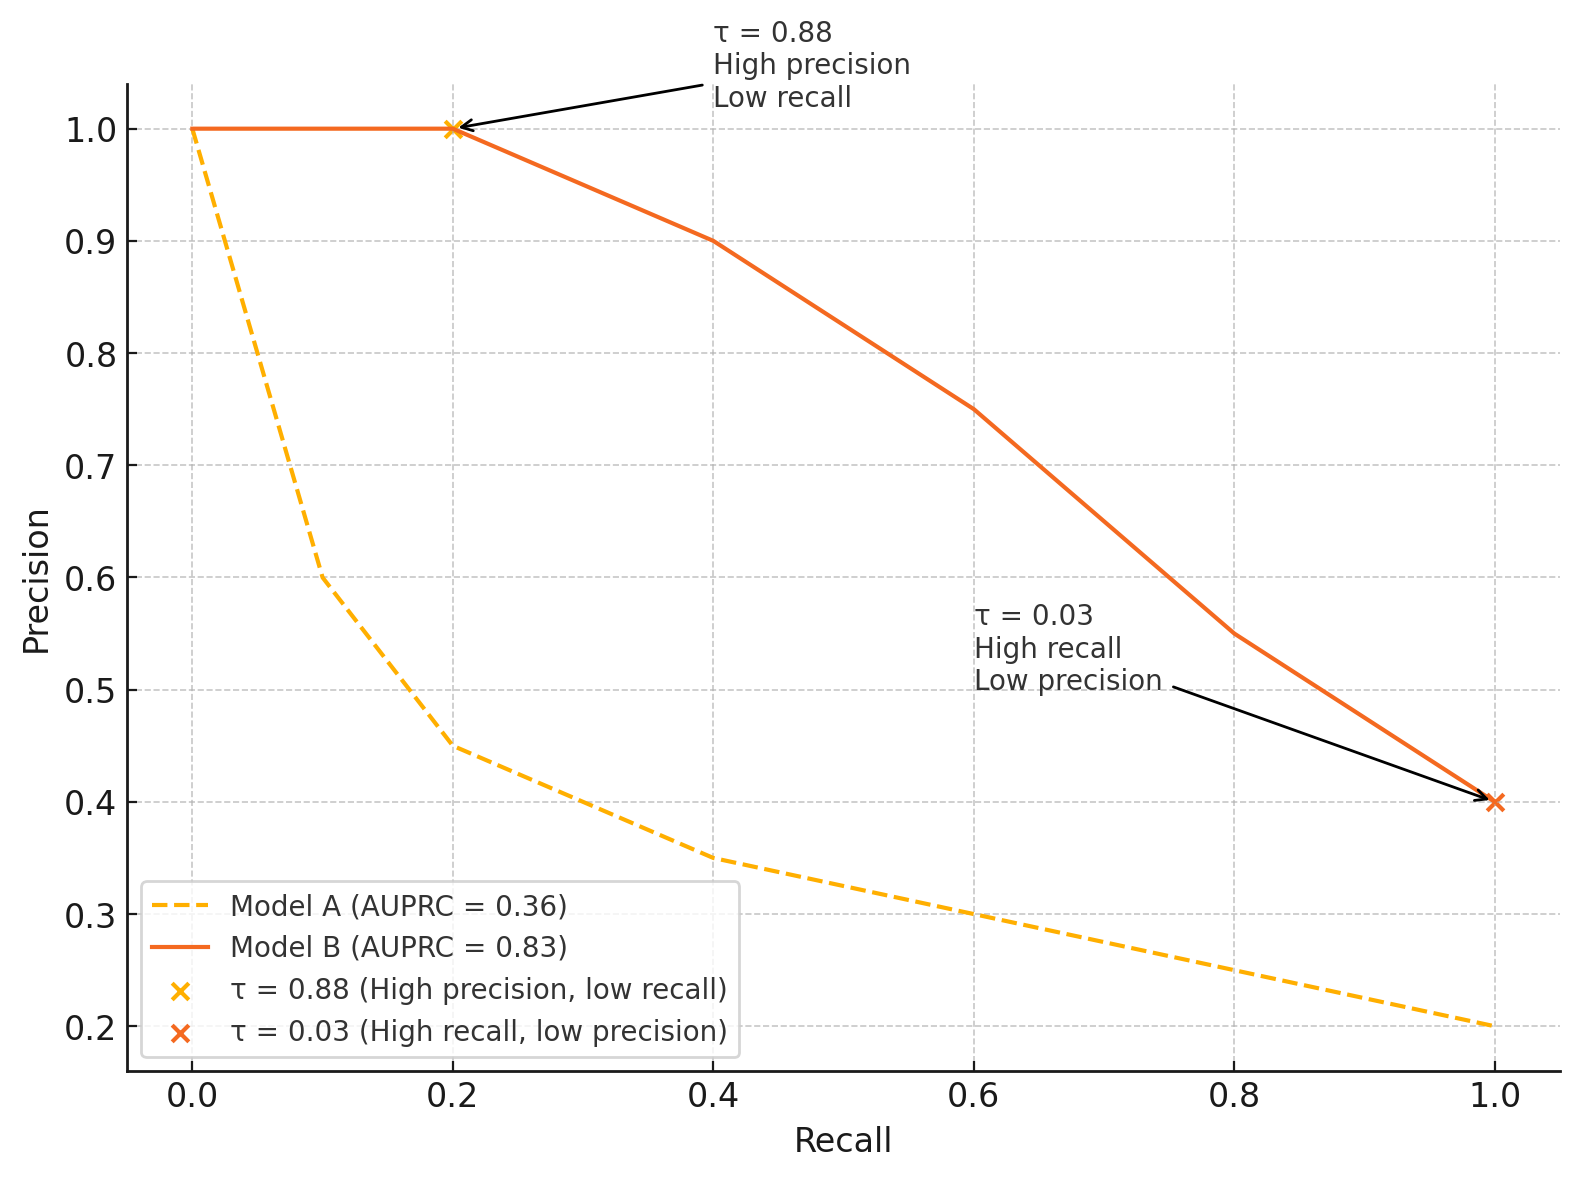 τ = 0.88
High precision
Low recall
1.0
0.9
0.8
0.7
0.6
0.5
0.4
0.3
0.2
Precision
τ = 0.03
High recall
Low precision
Model A (AUPRC = 0.36)
Model B (AUPRC = 0.83)
τ = 0.88 (High precision, low recall)
τ = 0.03 (High recall, low precision)
0.0 0.2 0.4 0.6 0.8 1.0
Recall